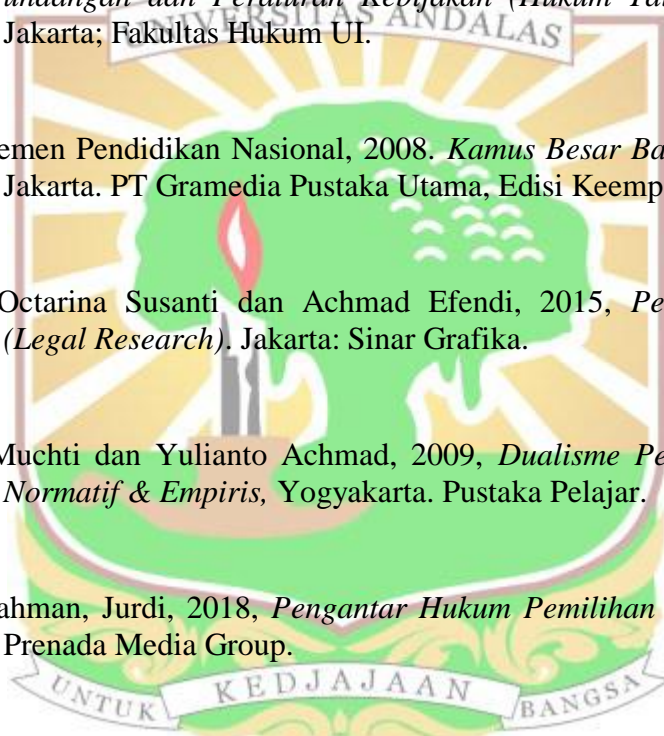 undangan dan Peraturan Kebijakan (Hukum
UNIVERSITAS ANDALAS
Jakarta; Fakultas Hukum UI.
emen Pendidikan Nasional, 2008. Kamus Besar Ba
Jakarta. PT Gramedia Pustaka Utama, Edisi Keemp
Octarina Susanti dan Achmad Efendi, 2015, Pe
(Legal Research). Jakarta: Sinar Grafika.
Muchti dan Yulianto Achmad, 2009, Dualisme Pe
Normatif & Empiris, Yogyakarta. Pustaka Pelajar.
ahman, Jurdi, 2018, Pengantar Hukum Pemilihan
Prenada Media Group.
UNTUK KEDJAJAAN BANGSA